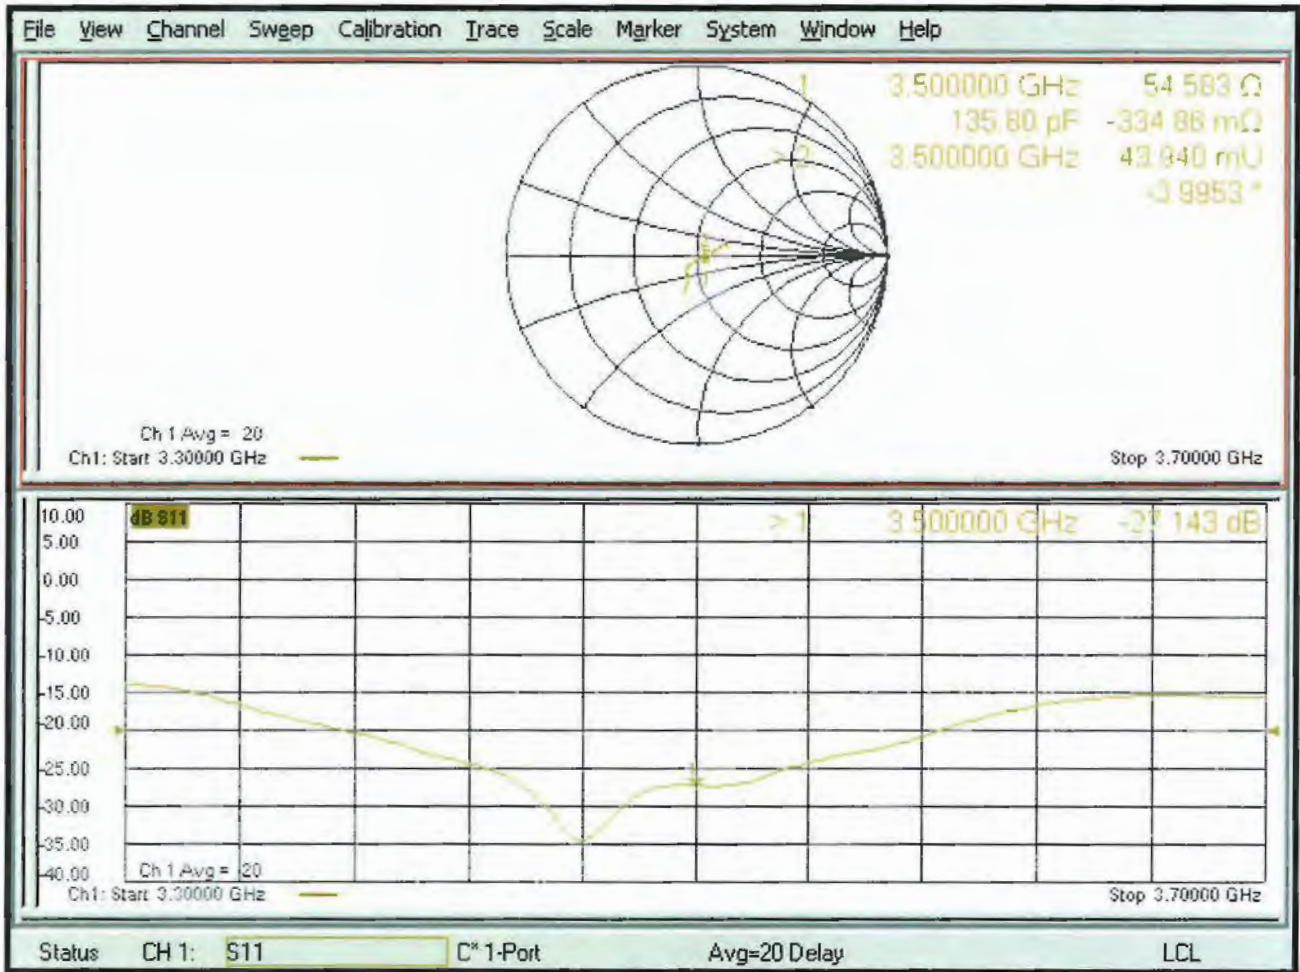 File View Channel Sweep Calibration Trace Scale Marker System Window Help
1 3.500000 GHz 54.583 Ω
135.80 pF -334.86 mΩ
> 2 3.500000 GHz 43.940 mU
-3.9953 °
Ch 1 Avg = 20
Ch1: Start 3.30000 GHz
Stop 3.70000 GHz
10.00 dB S11 > 1 3.500000 GHz -27.143 dB
5.00
0.00
-5.00
-10.00
-15.00
-20.00
-25.00
-30.00
-35.00
-40.00
Ch 1 Avg = 20
Ch1: Start 3.30000 GHz
Stop 3.70000 GHz
Status CH 1: S11 C* 1-Port Avg=20 Delay LCL